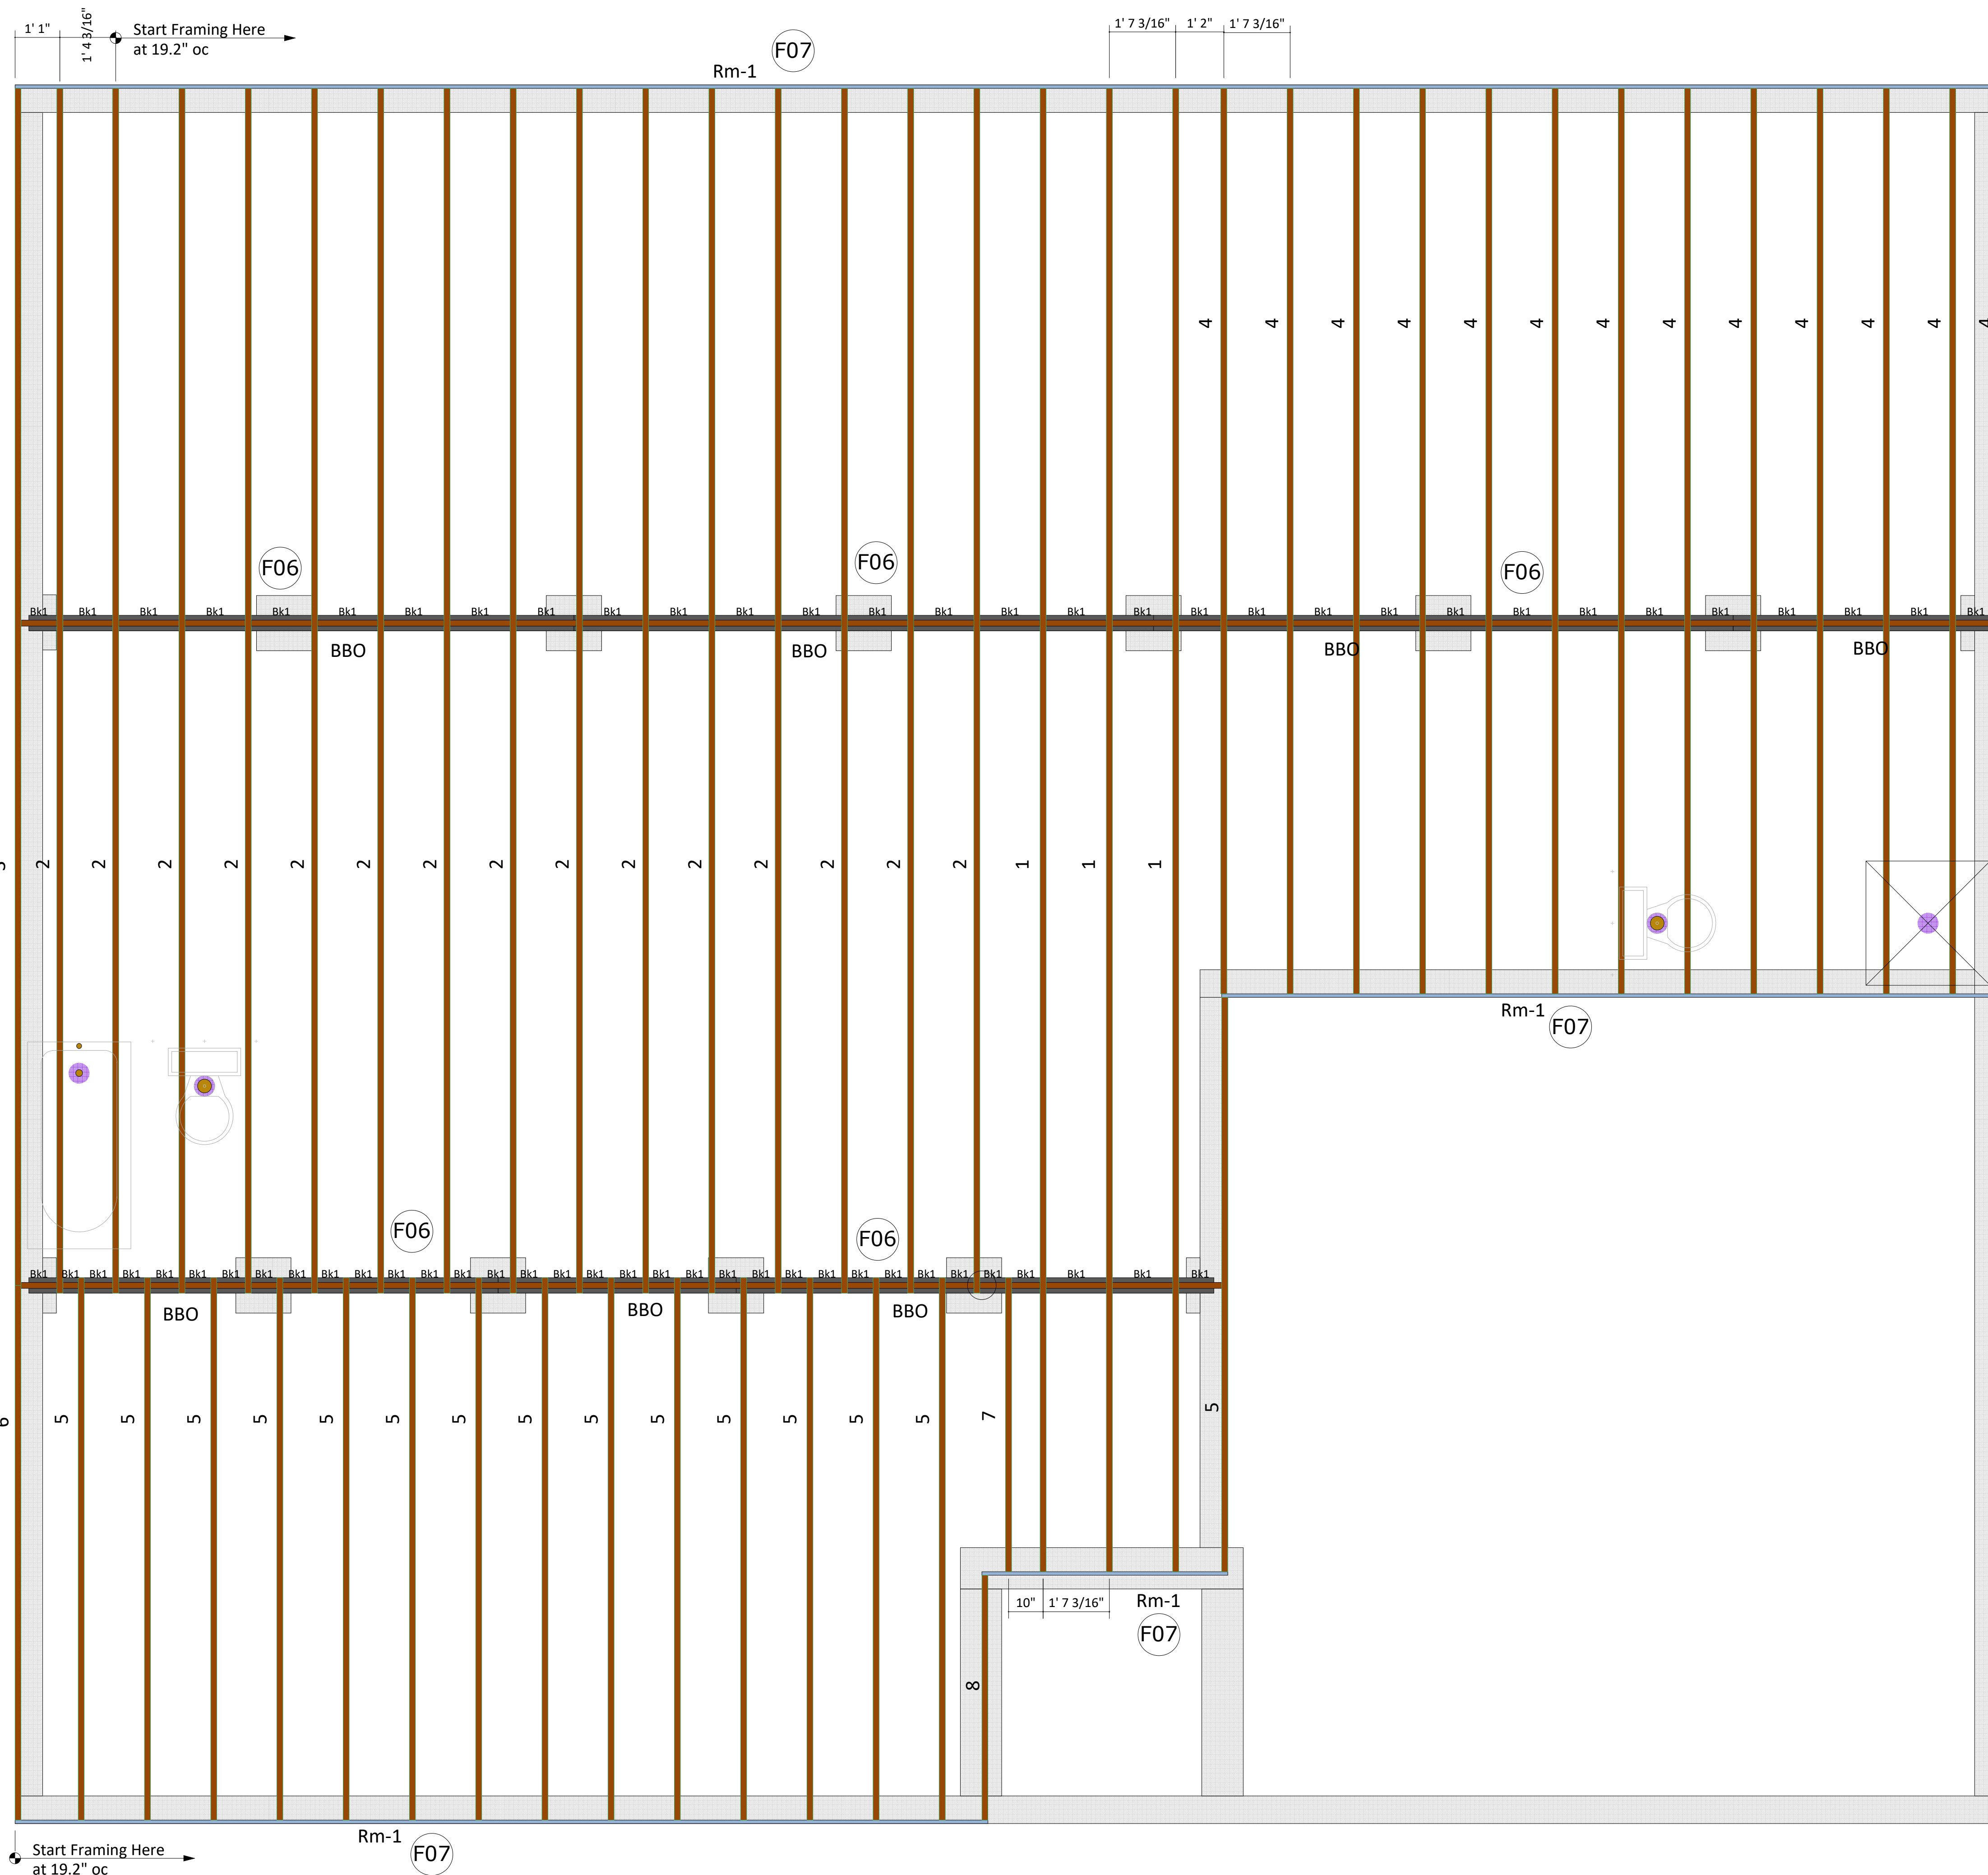 1' 1"
1' 4 3/16"
Start Framing Here
at 19.2" oc
F07
Rm-1
1' 7 3/16" 1' 2" 1' 7 3/16"
4 4 4 4 4 4 4 4 4 4 4 4 4
F06 F06 F06
Bk1 Bk1 Bk1 Bk1 Bk1 Bk1 Bk1 Bk1 Bk1 Bk1 Bk1 Bk1 Bk1 Bk1 Bk1 Bk1 Bk1 Bk1 Bk1 Bk1 Bk1 Bk1 Bk1 Bk1 Bk1 Bk1 Bk1 Bk1 Bk1 Bk1 Bk1
BBO BBO BBO BBO
2 2 2 2 2 2 2 2 2 2 2 2 2 2 2 1 1 1
Rm-1
F07
F06 F06
Bk1 Bk1 Bk1 Bk1 Bk1 Bk1 Bk1 Bk1 Bk1 Bk1 Bk1 Bk1 Bk1 Bk1 Bk1 Bk1 Bk1 Bk1 Bk1 Bk1 Bk1 Bk1 Bk1 Bk1 Bk1 Bk1 Bk1 Bk1 Bk1 Bk1 Bk1 Bk1 Bk1 Bk1
BBO BBO BBO
6 5 5 5 5 5 5 5 5 5 5 5 5 5 5 7 5
10" 1' 7 3/16"
Rm-1
F07
8
Rm-1
F07
Start Framing Here
at 19.2" oc